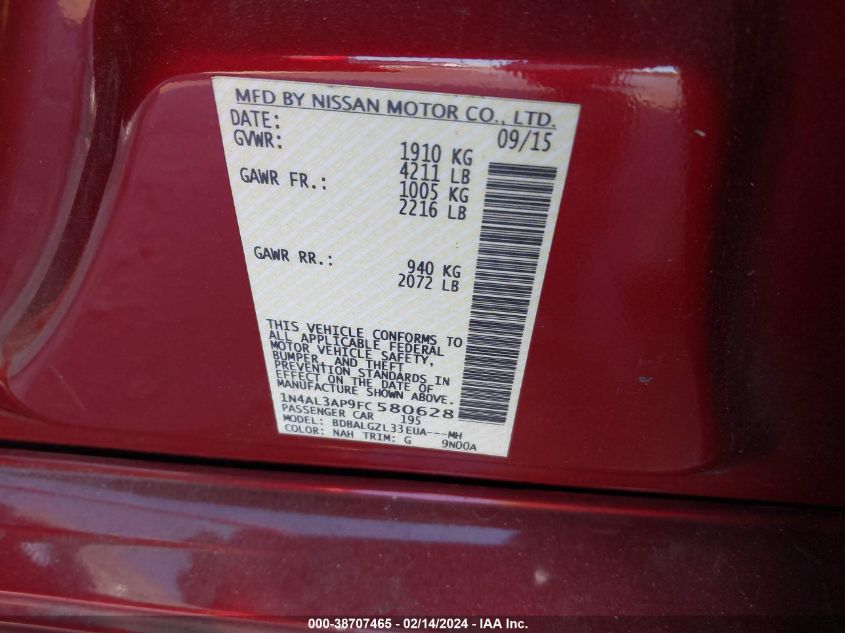 MFD BY NISSAN MOTOR CO., LTD.
DATE: 09/15
GVWR: 1910 KG
4211 LB
GAWR FR.: 1005 KG
2216 LB
GAWR RR.: 940 KG
2072 LB
THIS VEHICLE CONFORMS TO
ALL APPLICABLE FEDERAL
MOTOR VEHICLE SAFETY,
BUMPER, AND THEFT
PREVENTION STANDARDS IN
EFFECT ON THE DATE OF
MANUFACTURE SHOWN ABOVE.
1N4AL3AP9FC 580628
PASSENGER CAR 195
MODEL: BDBALGZL33EUA---MH
COLOR: NAH TRIM: G 9N00A
000-38707465 - 02/14/2024 - IAA Inc.